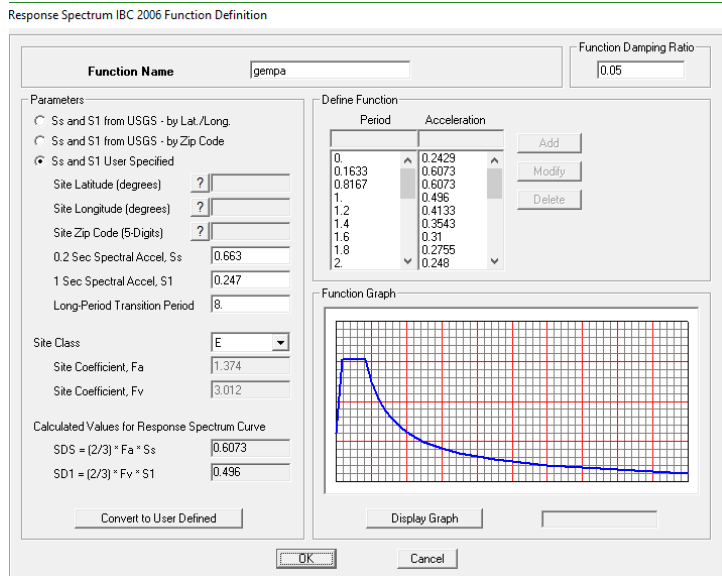 Response Spectrum IBC 2006 Function Definition
Function Name
gempa
Function Damping Ratio
0.05
Parameters
Ss and S1 from USGS - by Lat./Long.
Ss and S1 from USGS - by Zip Code
Ss and S1 User Specified
Site Latitude (degrees) ?
Site Longitude (degrees) ?
Site Zip Code (5-Digits) ?
0.2 Sec Spectral Accel, Ss 0.663
1 Sec Spectral Accel, S1 0.247
Long-Period Transition Period 8.
Site Class E
Site Coefficient, Fa 1.374
Site Coefficient, Fv 3.012
Calculated Values for Response Spectrum Curve
SDS = (2/3) * Fa * Ss 0.6073
SD1 = (2/3) * Fv * S1 0.496
Convert to User Defined
Define Function
Period Acceleration
0. 0.2429
0.1633 0.6073
0.8167 0.6073
1. 0.496
1.2 0.4133
1.4 0.3543
1.6 0.31
1.8 0.2755
2. 0.248
Add
Modify
Delete
Function Graph
Display Graph
OK
Cancel